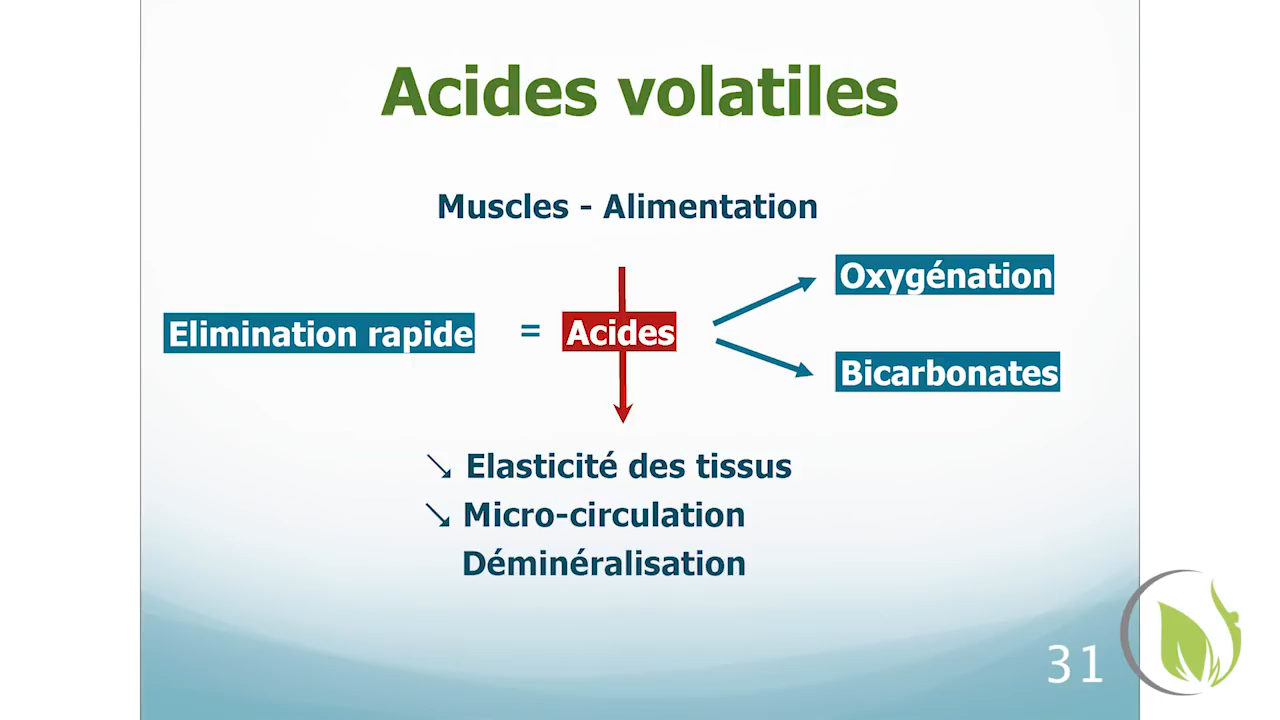 Acides volatiles
Muscles - Alimentation
Oxygénation
Elimination rapide = Acides
Bicarbonates
↘ Elasticité des tissus
↘ Micro-circulation
Déminéralisation
31